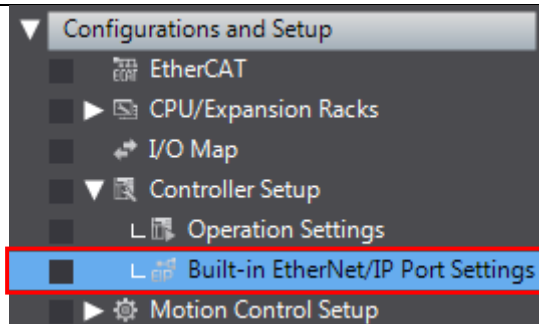 Configurations and Setup
EtherCAT
CPU/Expansion Racks
I/O Map
Controller Setup
Operation Settings
Built-in EtherNet/IP Port Settings
Motion Control Setup